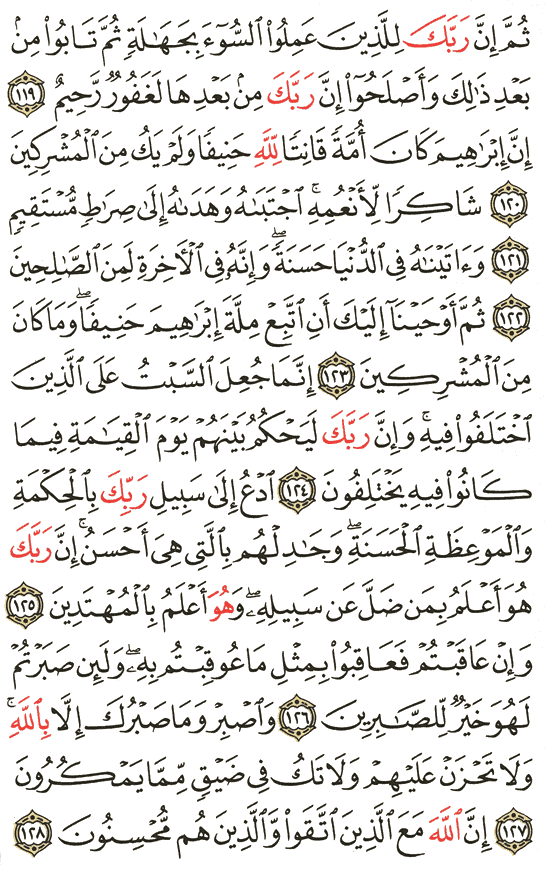 ثُمَّ إِنَّ رَبَّكَ لِلَّذِينَ عَمِلُوا۟ ٱلسُّوٓءَ بِجَهَٰلَةٍ ثُمَّ تَابُوا۟ مِنۢ
بَعْدِ ذَٰلِكَ وَأَصْلَحُوٓا۟ إِنَّ رَبَّكَ مِنۢ بَعْدِهَا لَغَفُورٌ رَّحِيمٌ ١١٩
إِنَّ إِبْرَٰهِيمَ كَانَ أُمَّةً قَانِتًا لِّلَّهِ حَنِيفًا وَلَمْ يَكُ مِنَ ٱلْمُشْرِكِينَ
١٢٠ شَاكِرًا لِّأَنْعُمِهِ ۚ ٱجْتَبَىٰهُ وَهَدَىٰهُ إِلَىٰ صِرَٰطٍ مُّسْتَقِيمٍ
١٢١ وَءَاتَيْنَٰهُ فِى ٱلدُّنْيَا حَسَنَةً ۖ وَإِنَّهُۥ فِى ٱلْءَاخِرَةِ لَمِنَ ٱلصَّٰلِحِينَ
١٢٢ ثُمَّ أَوْحَيْنَآ إِلَيْكَ أَنِ ٱتَّبِعْ مِلَّةَ إِبْرَٰهِيمَ حَنِيفًا ۖ وَمَا كَانَ
مِنَ ٱلْمُشْرِكِينَ ١٢٣ إِنَّمَا جُعِلَ ٱلسَّبْتُ عَلَى ٱلَّذِينَ
ٱخْتَلَفُوا۟ فِيهِ ۚ وَإِنَّ رَبَّكَ لَيَحْكُمُ بَيْنَهُمْ يَوْمَ ٱلْقِيَٰمَةِ فِيمَا
كَانُوا۟ فِيهِ يَخْتَلِفُونَ ١٢٤ ٱدْعُ إِلَىٰ سَبِيلِ رَبِّكَ بِٱلْحِكْمَةِ
وَٱلْمَوْعِظَةِ ٱلْحَسَنَةِ ۖ وَجَٰدِلْهُم بِٱلَّتِى هِىَ أَحْسَنُ ۚ إِنَّ رَبَّكَ
هُوَ أَعْلَمُ بِمَن ضَلَّ عَن سَبِيلِهِۦ ۖ وَهُوَ أَعْلَمُ بِٱلْمُهْتَدِينَ ١٢٥
وَإِنْ عَاقَبْتُمْ فَعَاقِبُوا۟ بِمِثْلِ مَا عُوقِبْتُم بِهِۦ ۖ وَلَئِن صَبَرْتُمْ
لَهُوَ خَيْرٌ لِّلصَّٰبِرِينَ ١٢٦ وَٱصْبِرْ وَمَا صَبْرُكَ إِلَّا بِٱللَّهِ ۚ
وَلَا تَحْزَنْ عَلَيْهِمْ وَلَا تَكُ فِى ضَيْقٍ مِّمَّا يَمْكُرُونَ
١٢٧ إِنَّ ٱللَّهَ مَعَ ٱلَّذِينَ ٱتَّقَوا۟ وَّٱلَّذِينَ هُم مُّحْسِنُونَ ١٢٨